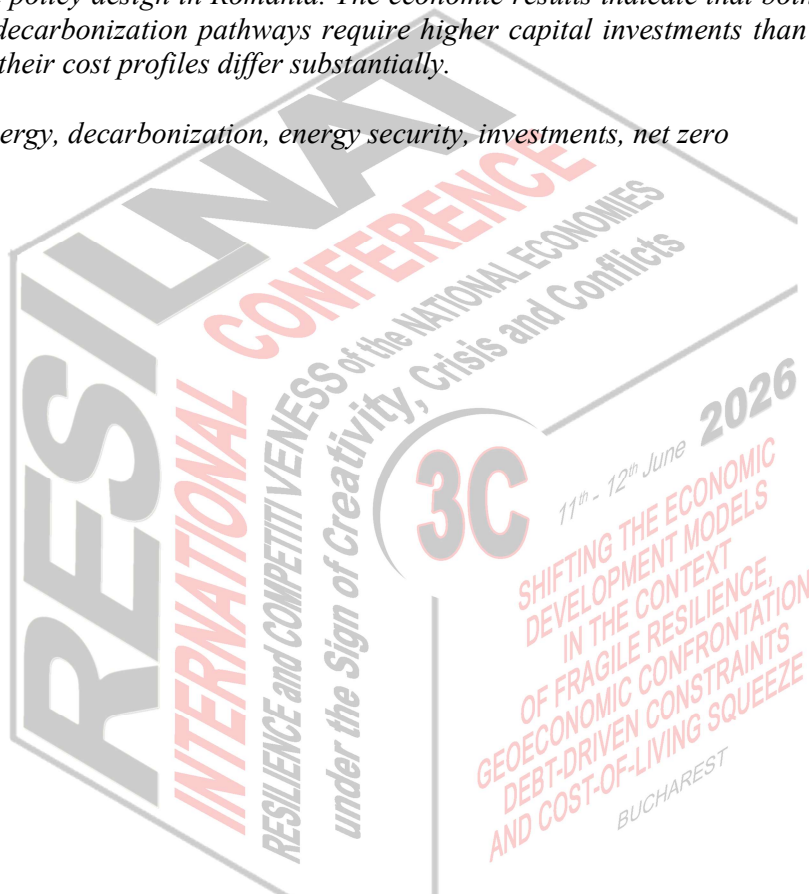 policy design in Romania. The economic results indicate that both
decarbonization pathways require higher capital investments than
their cost profiles differ substantially.
ergy, decarbonization, energy security, investments, net zero
RESILNAT
INTERNATIONAL CONFERENCE
RESILIENCE and COMPETITIVENESS of the NATIONAL ECONOMIES
under the Sign of Creativity, Crisis and Conflicts
3C
11th - 12th June 2026
SHIFTING THE ECONOMIC
DEVELOPMENT MODELS
IN THE CONTEXT
OF FRAGILE RESILIENCE,
GEOECONOMIC CONFRONTATION
DEBT-DRIVEN CONSTRAINTS
AND COST-OF-LIVING SQUEEZE
BUCHAREST